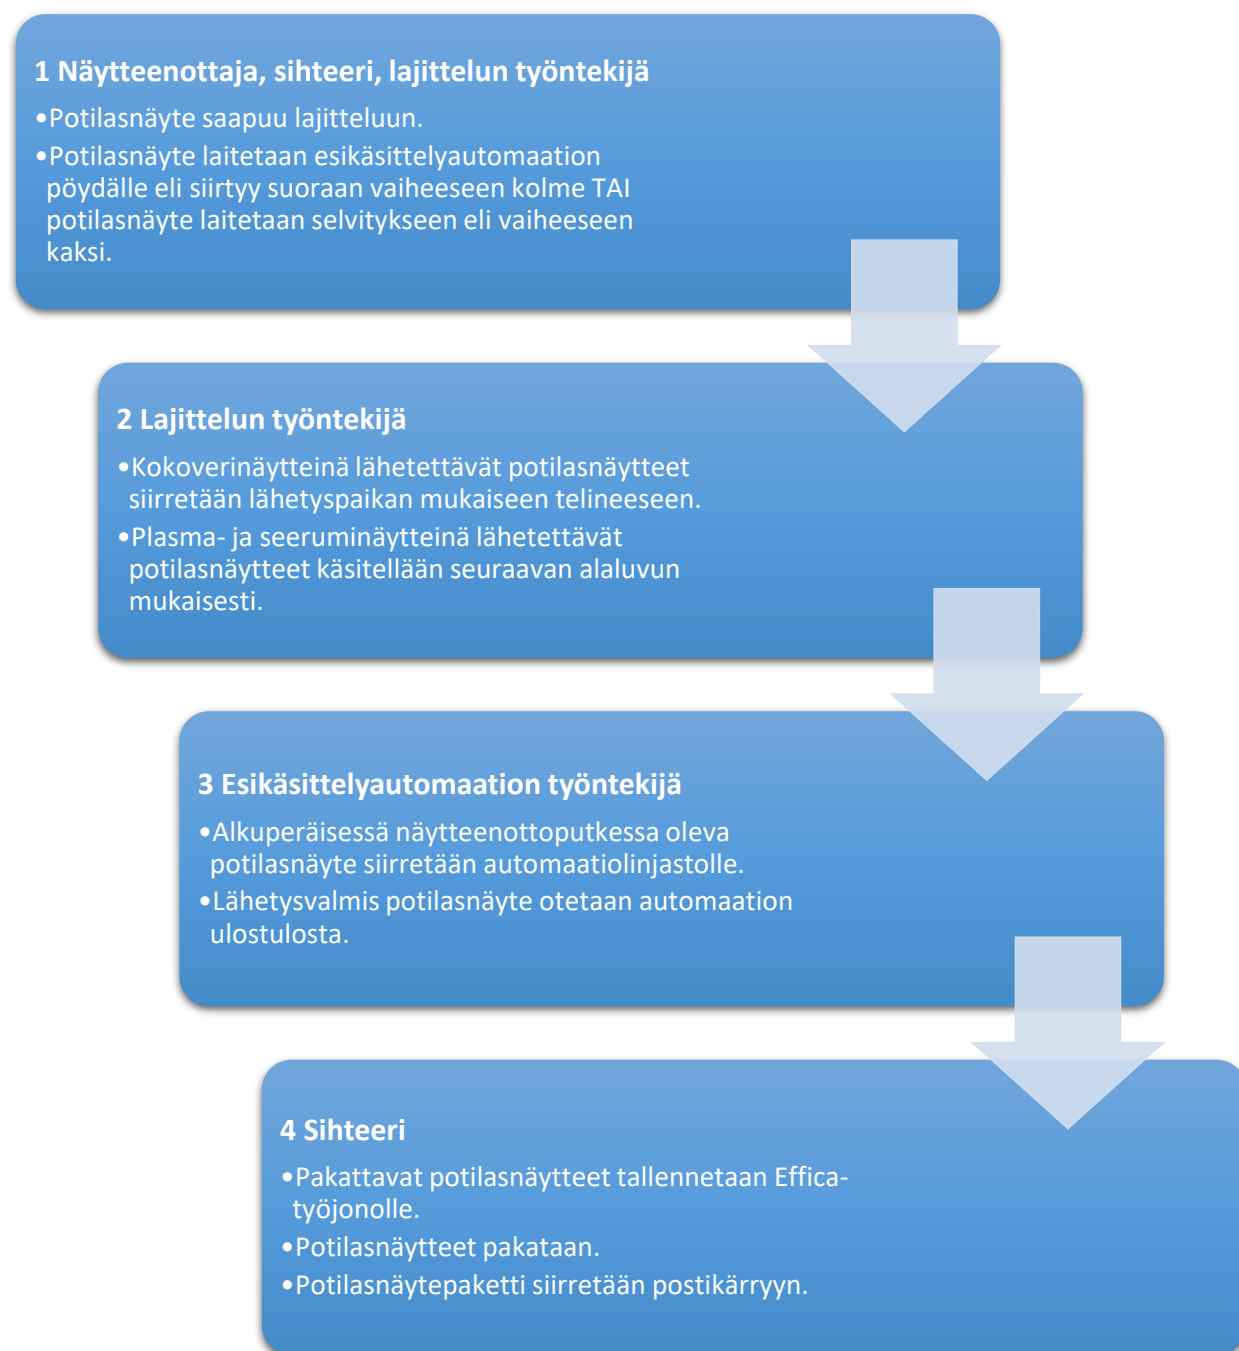 1 Näytteenottaja, sihteeri, lajittelun työntekijä
•Potilasnäyte saapuu lajitteluun.
•Potilasnäyte laitetaan esikäsittelyautomaation
pöydälle eli siirtyy suoraan vaiheeseen kolme TAI
potilasnäyte laitetaan selvitykseen eli vaiheeseen
kaksi.
2 Lajittelun työntekijä
•Kokoverinäytteinä lähetettävät potilasnäytteet
siirretään lähetyspaikan mukaiseen telineeseen.
•Plasma- ja seeruminäytteinä lähetettävät
potilasnäytteet käsitellään seuraavan alaluvun
mukaisesti.
3 Esikäsittelyautomaation työntekijä
•Alkuperäisessä näytteenottoputkessa oleva
potilasnäyte siirretään automaatiolinjastolle.
•Lähetysvalmis potilasnäyte otetaan automaation
ulostulosta.
4 Sihteeri
•Pakattavat potilasnäytteet tallennetaan Effica-
työjonolle.
•Potilasnäytteet pakataan.
•Potilasnäytepaketti siirretään postikärryyn.